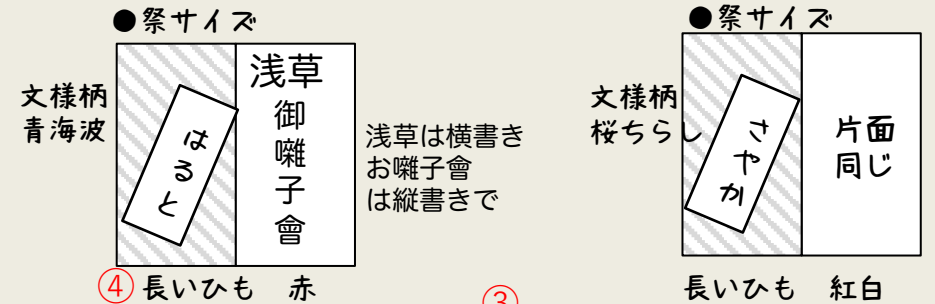 ●祭サイズ
文様柄
青海波
はると
浅草
御囃子會
浅草は横書き
お囃子會
は縦書きで
④長いひも 赤
●祭サイズ
文様柄
桜ちらし
さやか
片面
同じ
長いひも 紅白
③